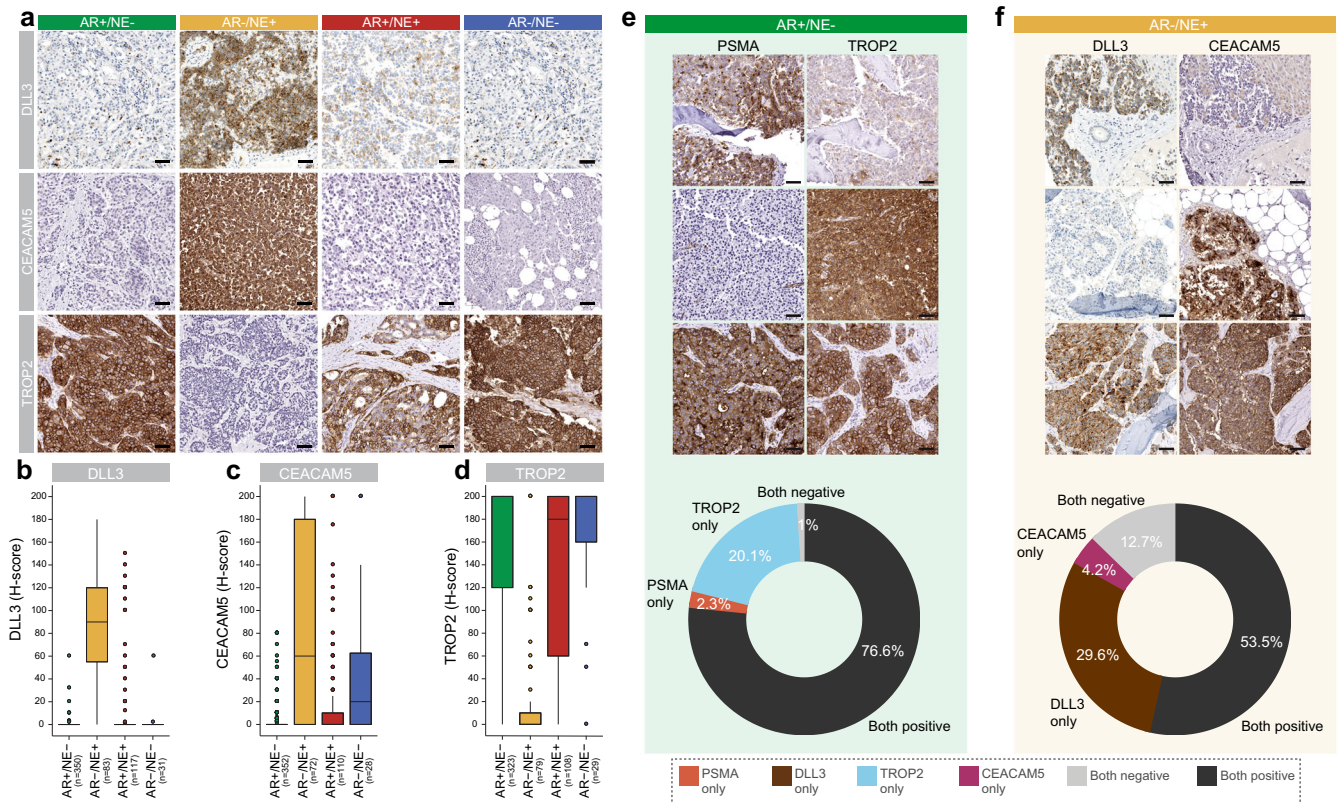 a
AR+/NE-
AR-/NE+
AR+/NE+
AR-/NE-
DLL3
CEACAM5
TROP2
b
DLL3
DLL3 (H-score)
200
180
160
140
120
100
80
60
40
20
0
AR+/NE−
(n=350)
AR−/NE+
(n=83)
AR+/NE+
(n=117)
AR−/NE−
(n=31)
c
CEACAM5
CEACAM5 (H-score)
200
180
160
140
120
100
80
60
40
20
0
AR+/NE−
(n=352)
AR−/NE+
(n=72)
AR+/NE+
(n=110)
AR−/NE−
(n=28)
d
TROP2
TROP2 (H-score)
200
180
160
140
120
100
80
60
40
20
0
AR+/NE−
(n=323)
AR−/NE+
(n=79)
AR+/NE+
(n=108)
AR−/NE−
(n=29)
e
AR+/NE-
PSMA
TROP2
Both negative
1%
TROP2
only
20.1%
PSMA
only
2.3%
76.6%
Both positive
f
AR-/NE+
DLL3
CEACAM5
Both negative
12.7%
CEACAM5
only
4.2%
29.6%
53.5%
DLL3
only
Both positive
PSMA
only
DLL3
only
TROP2
only
CEACAM5
only
Both negative
Both positive